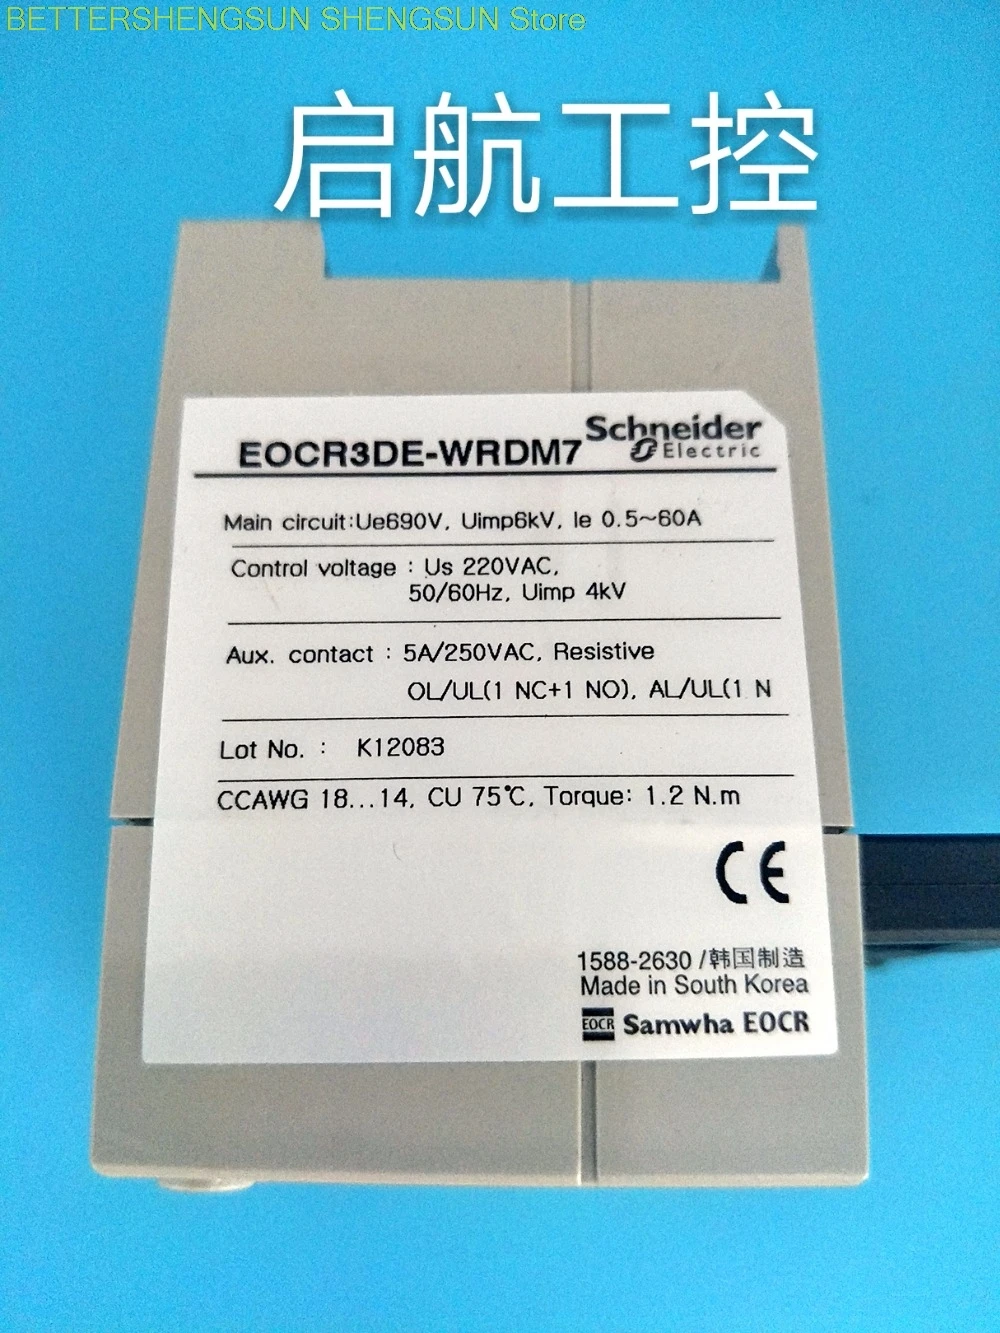 BETTERSHENGSUN SHENGSUN Store
启航工控
EOCR3DE-WRDM7
Schneider
Electric
Main circuit:Ue690V, Uimp6kV, Ie 0.5~60A
Control voltage : Us 220VAC,
50/60Hz, Uimp 4kV
Aux. contact : 5A/250VAC, Resistive
OL/UL(1 NC+1 NO), AL/UL(1 N
Lot No. : K12083
CCAWG 18...14, CU 75℃, Torque: 1.2 N.m
CE
1588-2630 /韩国制造
Made in South Korea
EOCR Samwha EOCR